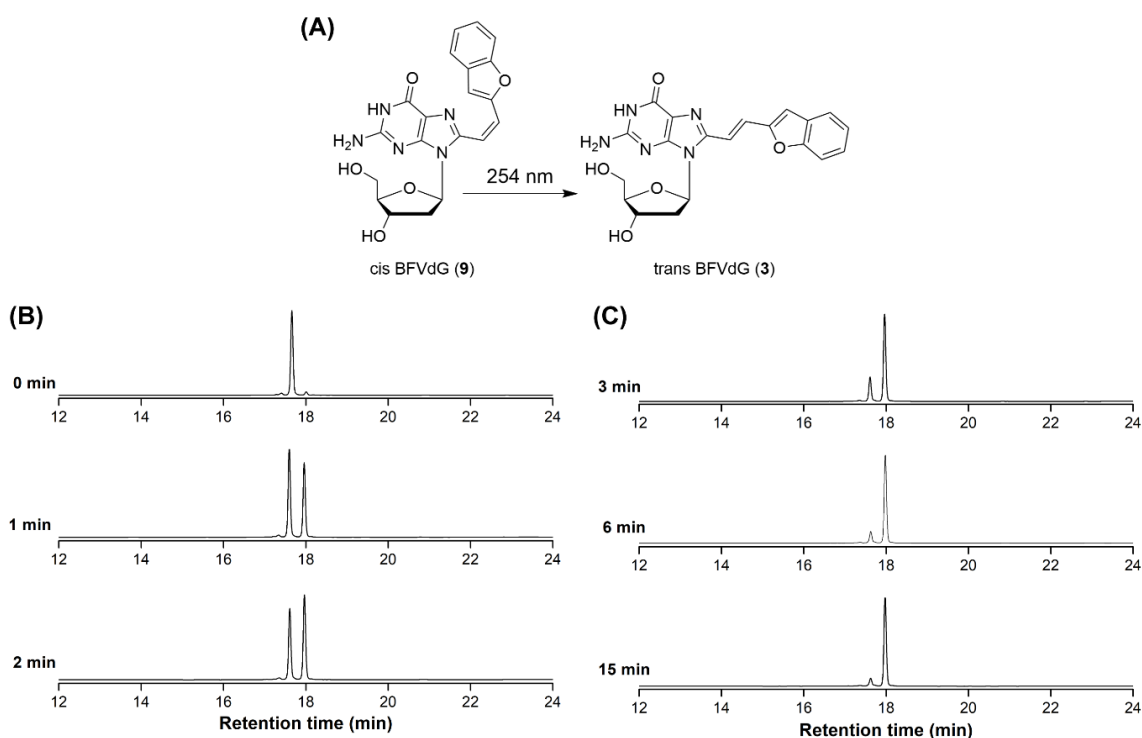 (A)
O
O
HN
N
H₂N
N
N
HO
O
HO
cis BFVdG (9)
254 nm
O
HN
N
H₂N
N
N
O
HO
O
HO
trans BFVdG (3)
(B)
0 min
12 14 16 18 20 22 24
1 min
12 14 16 18 20 22 24
2 min
12 14 16 18 20 22 24
Retention time (min)
(C)
3 min
12 14 16 18 20 22 24
6 min
12 14 16 18 20 22 24
15 min
12 14 16 18 20 22 24
Retention time (min)